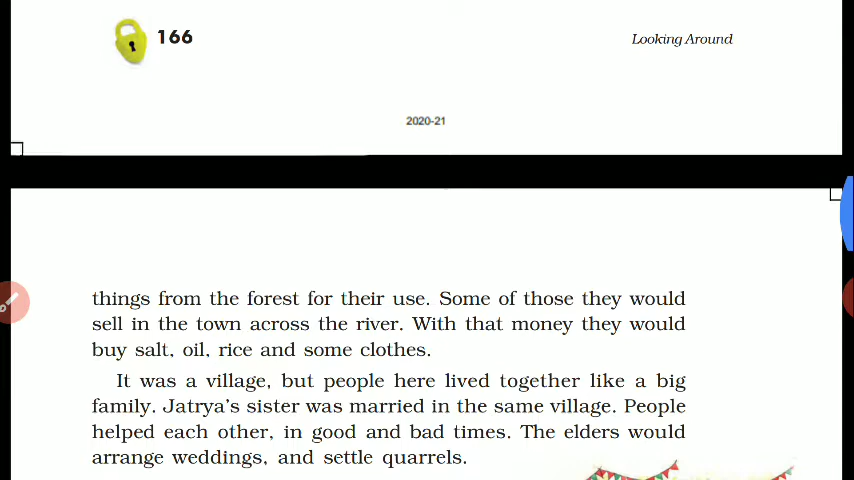 166
Looking Around
2020-21
things from the forest for their use. Some of those they would
sell in the town across the river. With that money they would
buy salt, oil, rice and some clothes.
It was a village, but people here lived together like a big
family. Jatrya's sister was married in the same village. People
helped each other, in good and bad times. The elders would
arrange weddings, and settle quarrels.